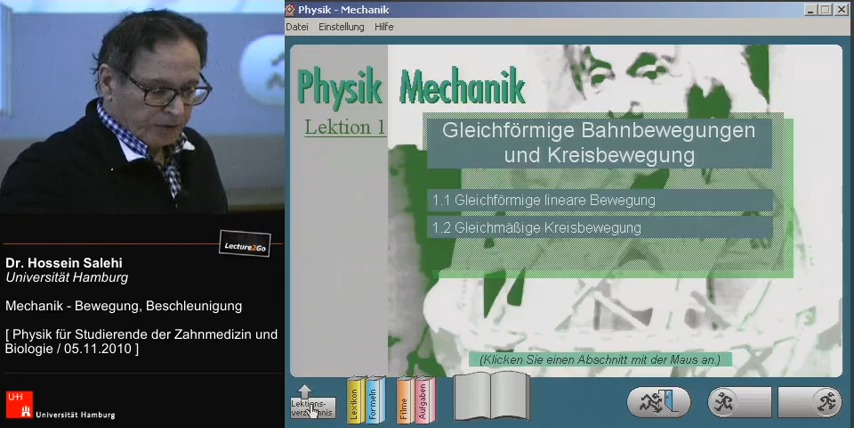 Physik - Mechanik
Datei Einstellung Hilfe
Physik Mechanik
Lektion 1
Gleichförmige Bahnbewegungen
und Kreisbewegung
1.1 Gleichförmige lineare Bewegung
1.2 Gleichmäßige Kreisbewegung
(Klicken Sie einen Abschnitt mit der Maus an.)
Lektions-
verzeichnis
Lexikon
Formeln
Filme
Aufgaben
Lecture2Go
Dr. Hossein Salehi
Universität Hamburg
Mechanik - Bewegung, Beschleunigung
[ Physik für Studierende der Zahnmedizin und
Biologie / 05.11.2010 ]
UH
Universität Hamburg